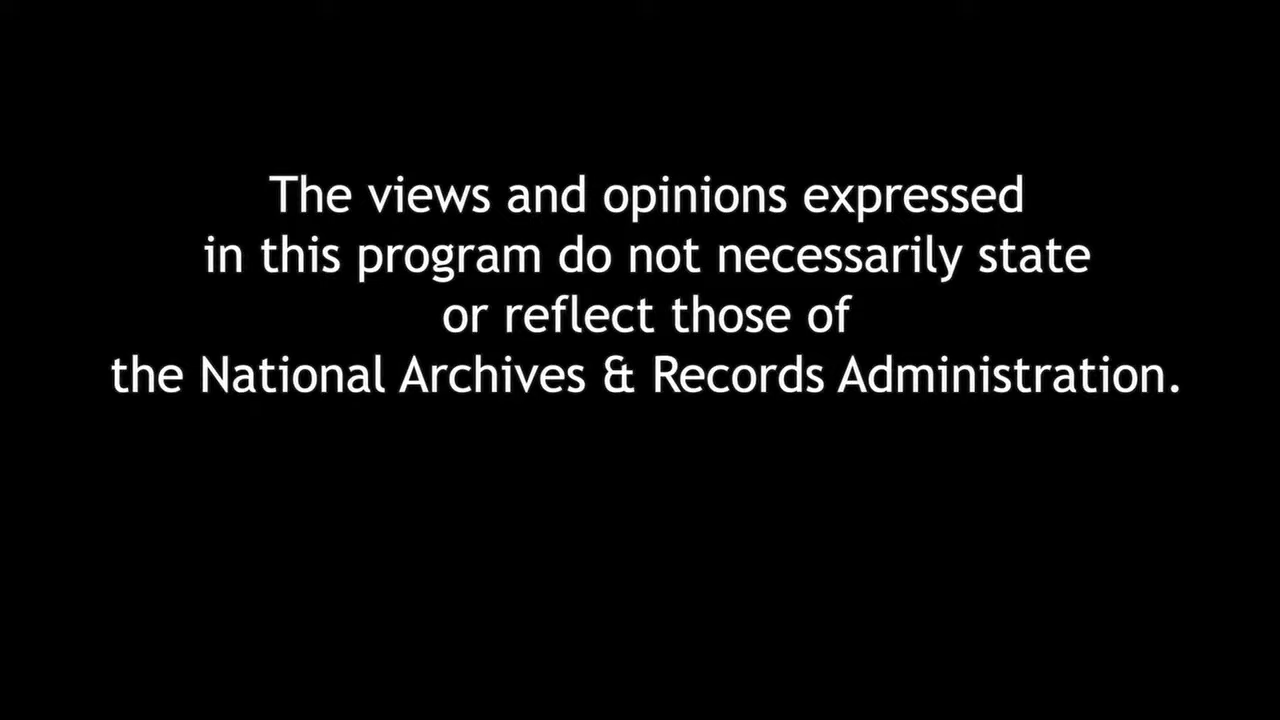 The views and opinions expressed
in this program do not necessarily state
or reflect those of
the National Archives & Records Administration.